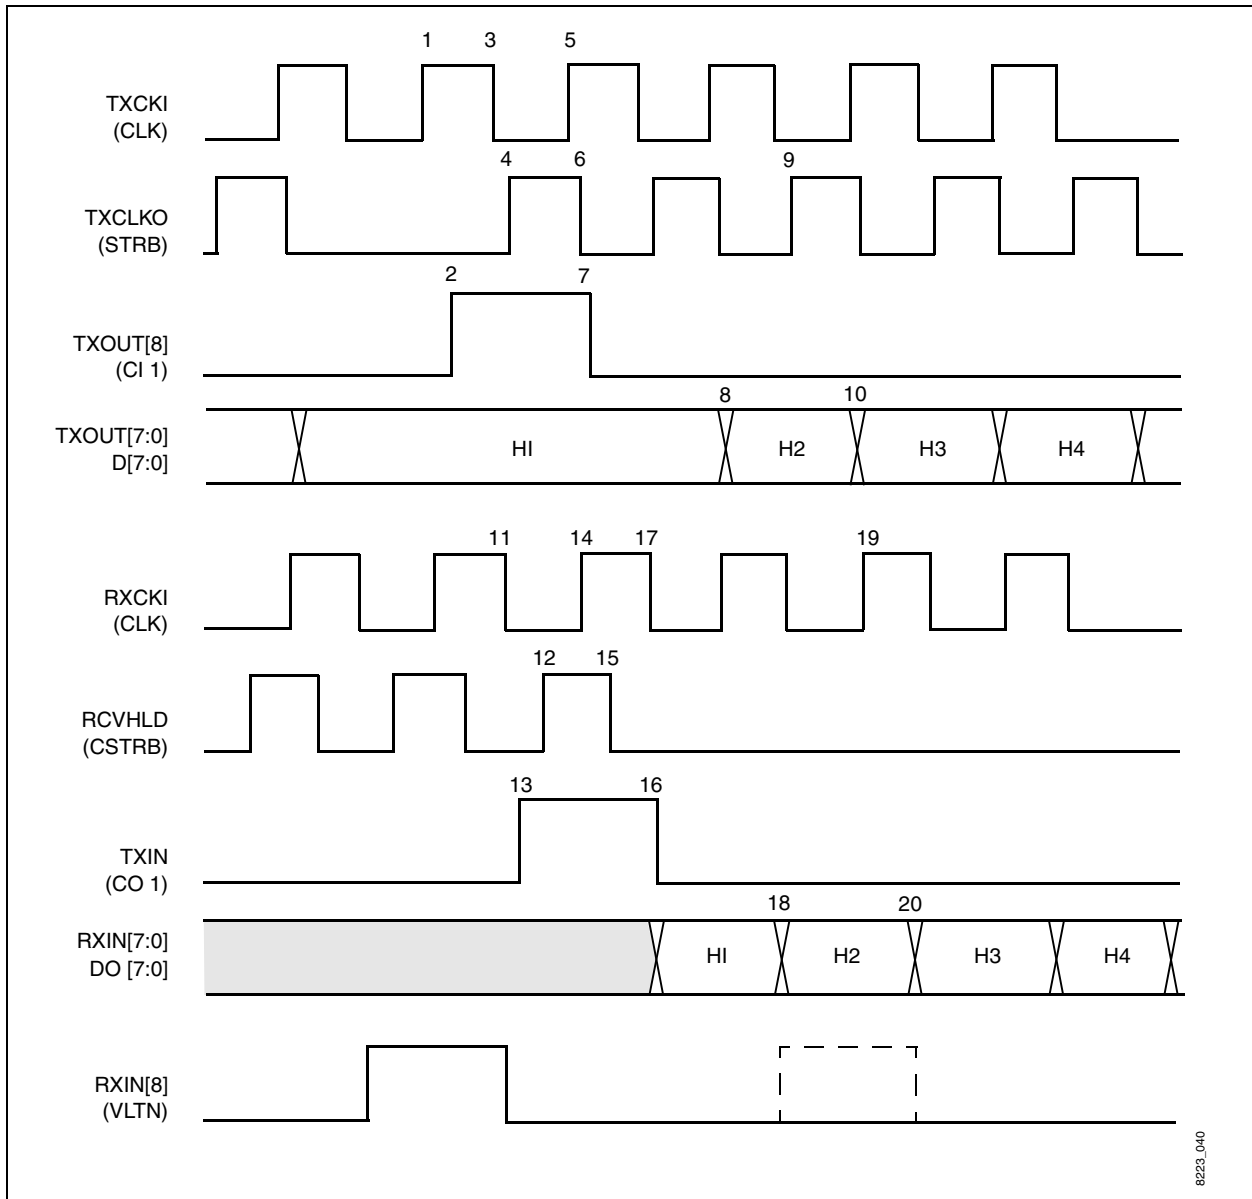 1 3 5
TXCKI
(CLK)
4 6 9
TXCLKO
(STRB)
2 7
TXOUT[8]
(CI 1)
8 10
TXOUT[7:0]
D[7:0]
HI H2 H3 H4
11 14 17 19
RXCKI
(CLK)
12 15
RCVHLD
(CSTRB)
13 16
TXIN
(CO 1)
18 20
RXIN[7:0]
DO [7:0]
HI H2 H3 H4
RXIN[8]
(VLTN)
8223_040